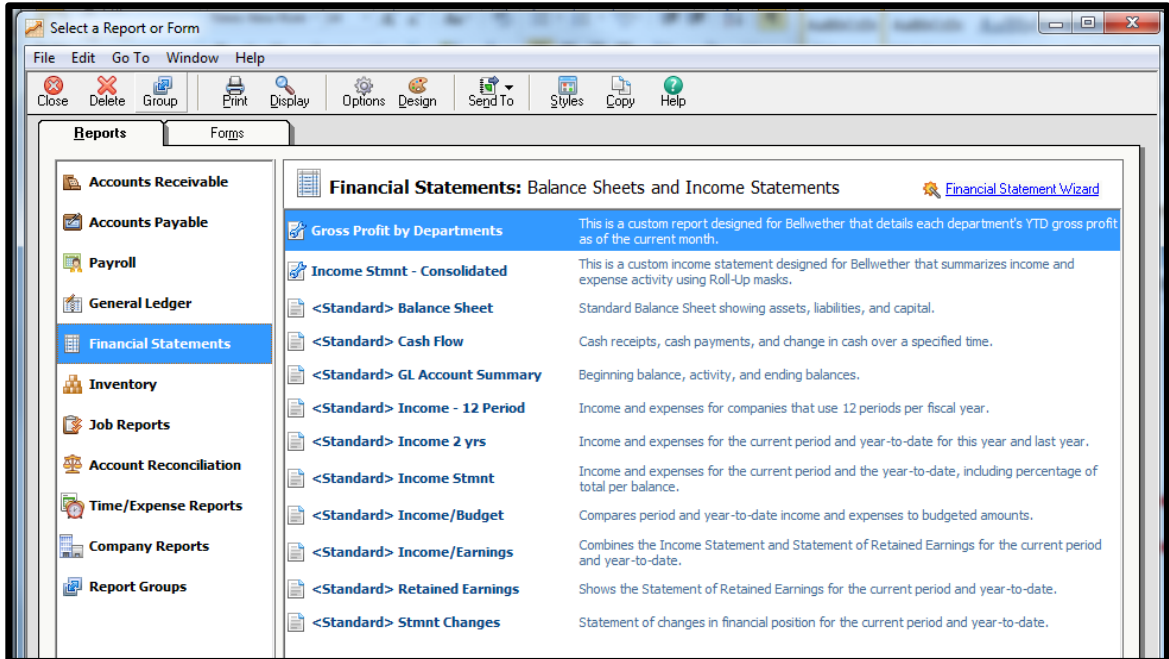 Select a Report or Form
File Edit Go To Window Help
Close Delete Group Print Display Options Design Send To Styles Copy Help
Reports Forms
Accounts Receivable
Accounts Payable
Payroll
General Ledger
Financial Statements
Inventory
Job Reports
Account Reconciliation
Time/Expense Reports
Company Reports
Report Groups
Financial Statements: Balance Sheets and Income Statements Financial Statement Wizard
Gross Profit by Departments This is a custom report designed for Bellwether that details each department's YTD gross profit
as of the current month.
Income Stmnt - Consolidated This is a custom income statement designed for Bellwether that summarizes income and
expense activity using Roll-Up masks.
<Standard> Balance Sheet Standard Balance Sheet showing assets, liabilities, and capital.
<Standard> Cash Flow Cash receipts, cash payments, and change in cash over a specified time.
<Standard> GL Account Summary Beginning balance, activity, and ending balances.
<Standard> Income - 12 Period Income and expenses for companies that use 12 periods per fiscal year.
<Standard> Income 2 yrs Income and expenses for the current period and year-to-date for this year and last year.
<Standard> Income Stmnt Income and expenses for the current period and the year-to-date, including percentage of
total per balance.
<Standard> Income/Budget Compares period and year-to-date income and expenses to budgeted amounts.
<Standard> Income/Earnings Combines the Income Statement and Statement of Retained Earnings for the current period
and year-to-date.
<Standard> Retained Earnings Shows the Statement of Retained Earnings for the current period and year-to-date.
<Standard> Stmnt Changes Statement of changes in financial position for the current period and year-to-date.